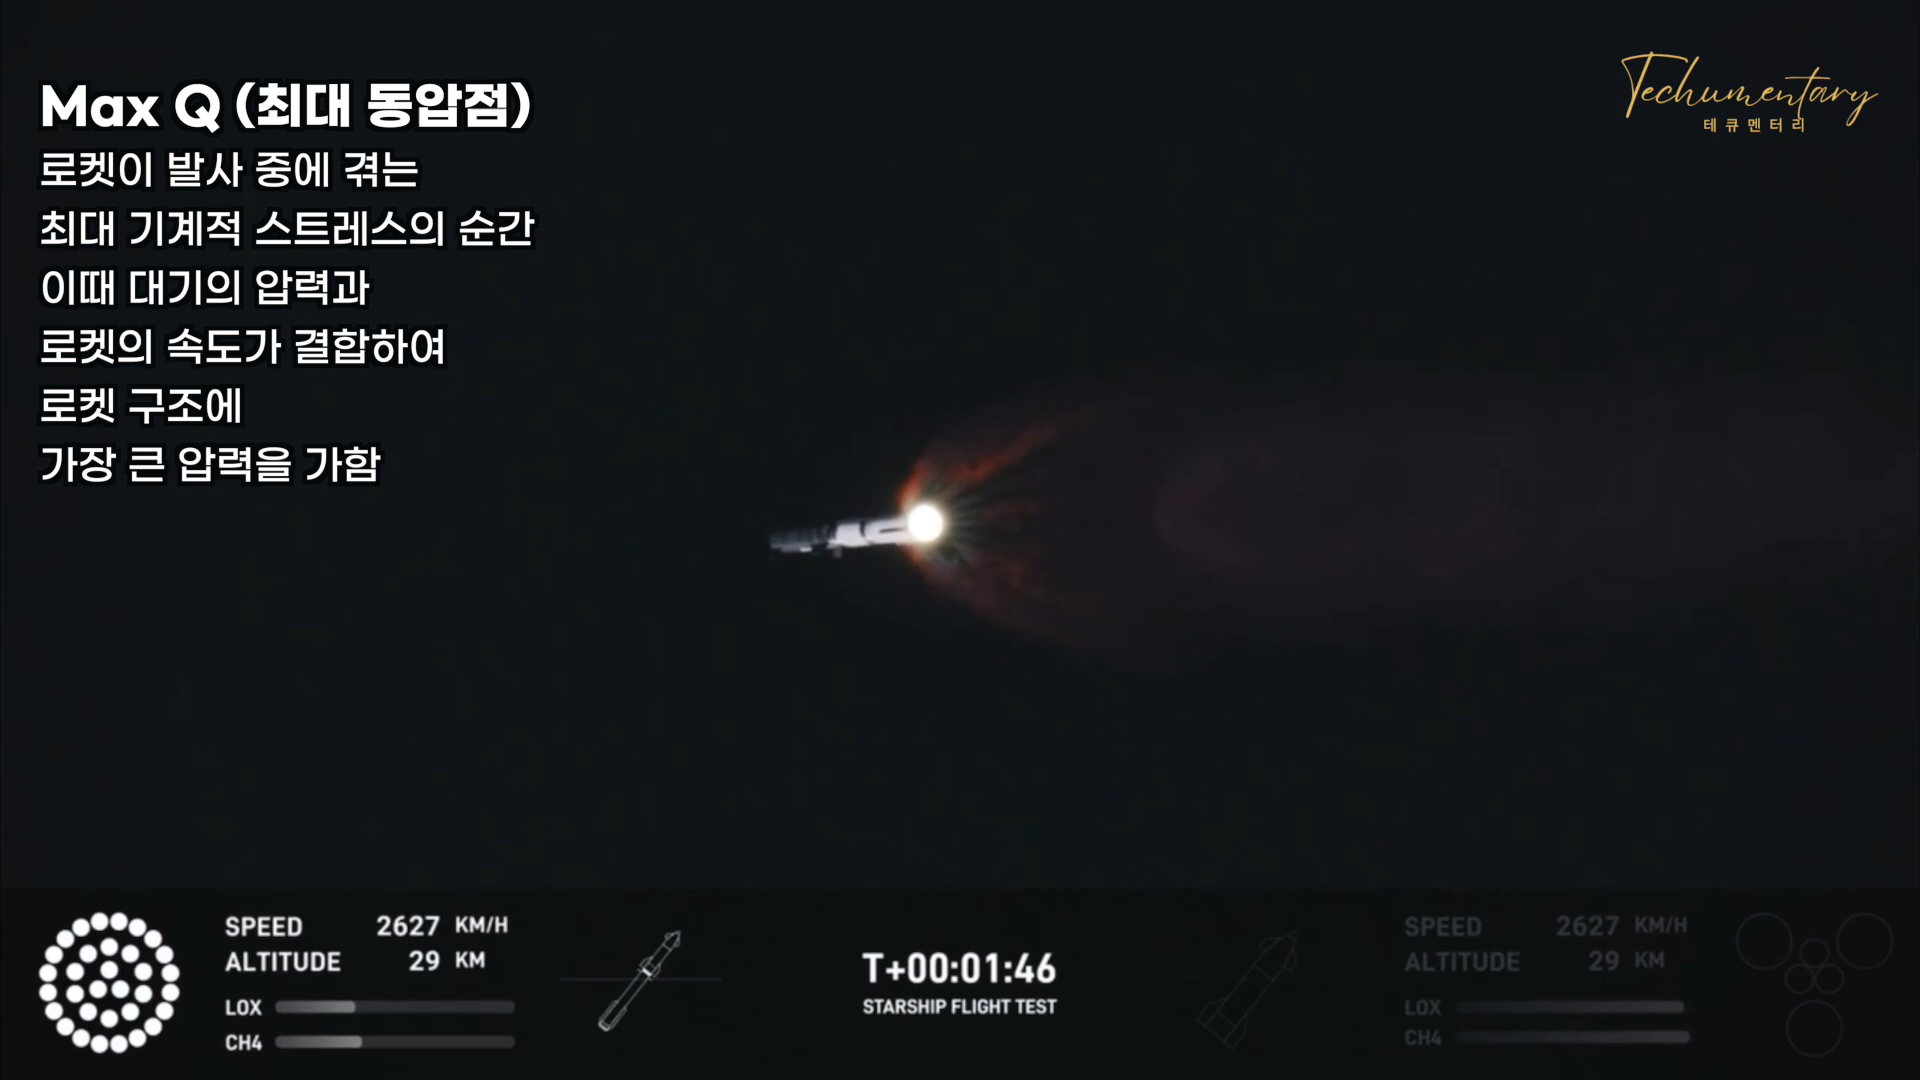 Max Q (최대 동압점)
로켓이 발사 중에 겪는
최대 기계적 스트레스의 순간
이때 대기의 압력과
로켓의 속도가 결합하여
로켓 구조에
가장 큰 압력을 가함
Techumentary
테큐멘터리
SPEED 2627 KM/H
ALTITUDE 29 KM
LOX
CH4
T+00:01:46
STARSHIP FLIGHT TEST
SPEED 2627 KM/H
ALTITUDE 29 KM
LOX
CH4